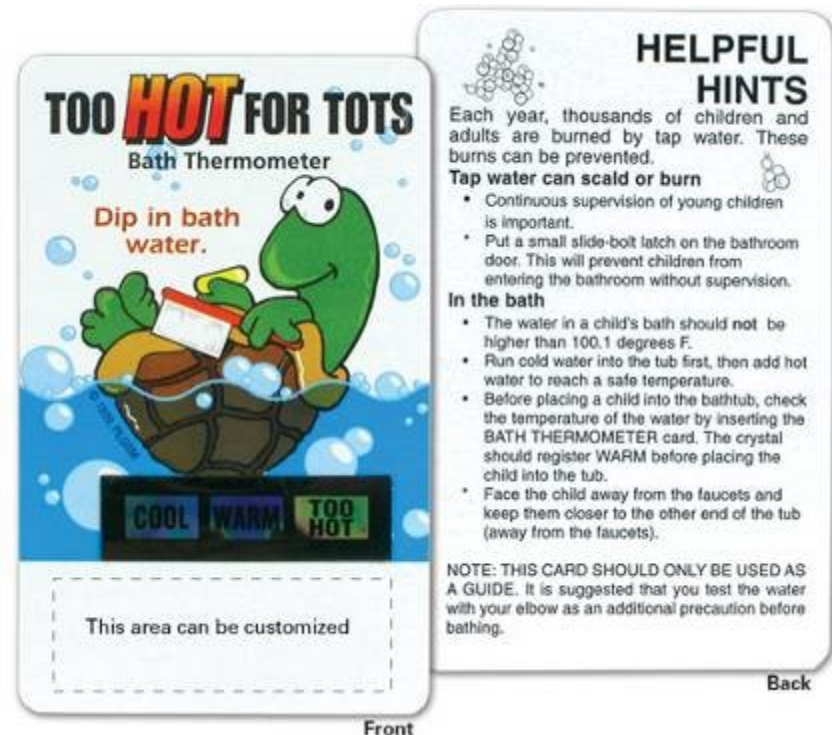 TOO HOT FOR TOTS
Bath Thermometer
Dip in bath
water.
COOL WARM TOO
HOT
This area can be customized
Front
HELPFUL
HINTS
Each year, thousands of children and
adults are burned by tap water. These
burns can be prevented.
Tap water can scald or burn
• Continuous supervision of young children
is important.
* Put a small slide-bolt latch on the bathroom
door. This will prevent children from
entering the bathroom without supervision.
In the bath
• The water in a child's bath should not be
higher than 100.1 degrees F.
• Run cold water into the tub first, then add hot
water to reach a safe temperature.
• Before placing a child into the bathtub, check
the temperature of the water by inserting the
BATH THERMOMETER card. The crystal
should register WARM before placing the
child into the tub.
* Face the child away from the faucets and
keep them closer to the other end of the tub
(away from the faucets).
NOTE: THIS CARD SHOULD ONLY BE USED AS
A GUIDE. It is suggested that you test the water
with your elbow as an additional precaution before
bathing.
Back